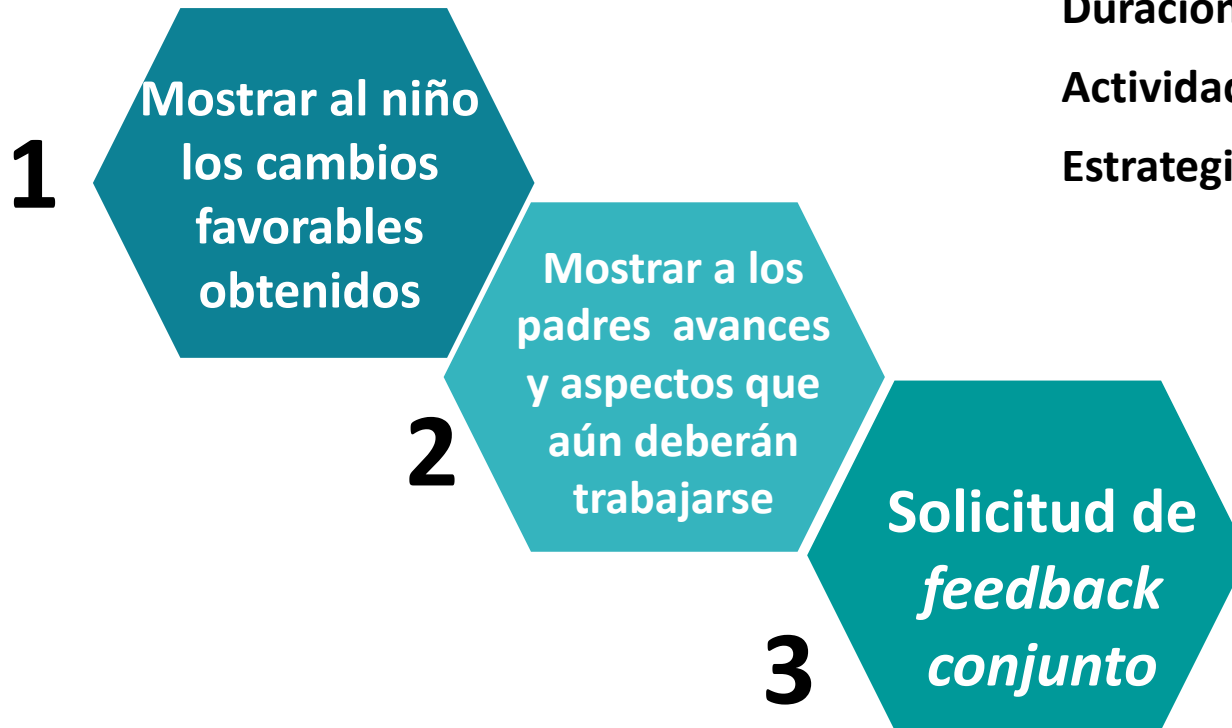 1
Mostrar al niño
los cambios
favorables
obtenidos
2
Mostrar a los
padres avances
y aspectos que
aún deberán
trabajarse
3
Solicitud de
feedback
conjunto
Duración